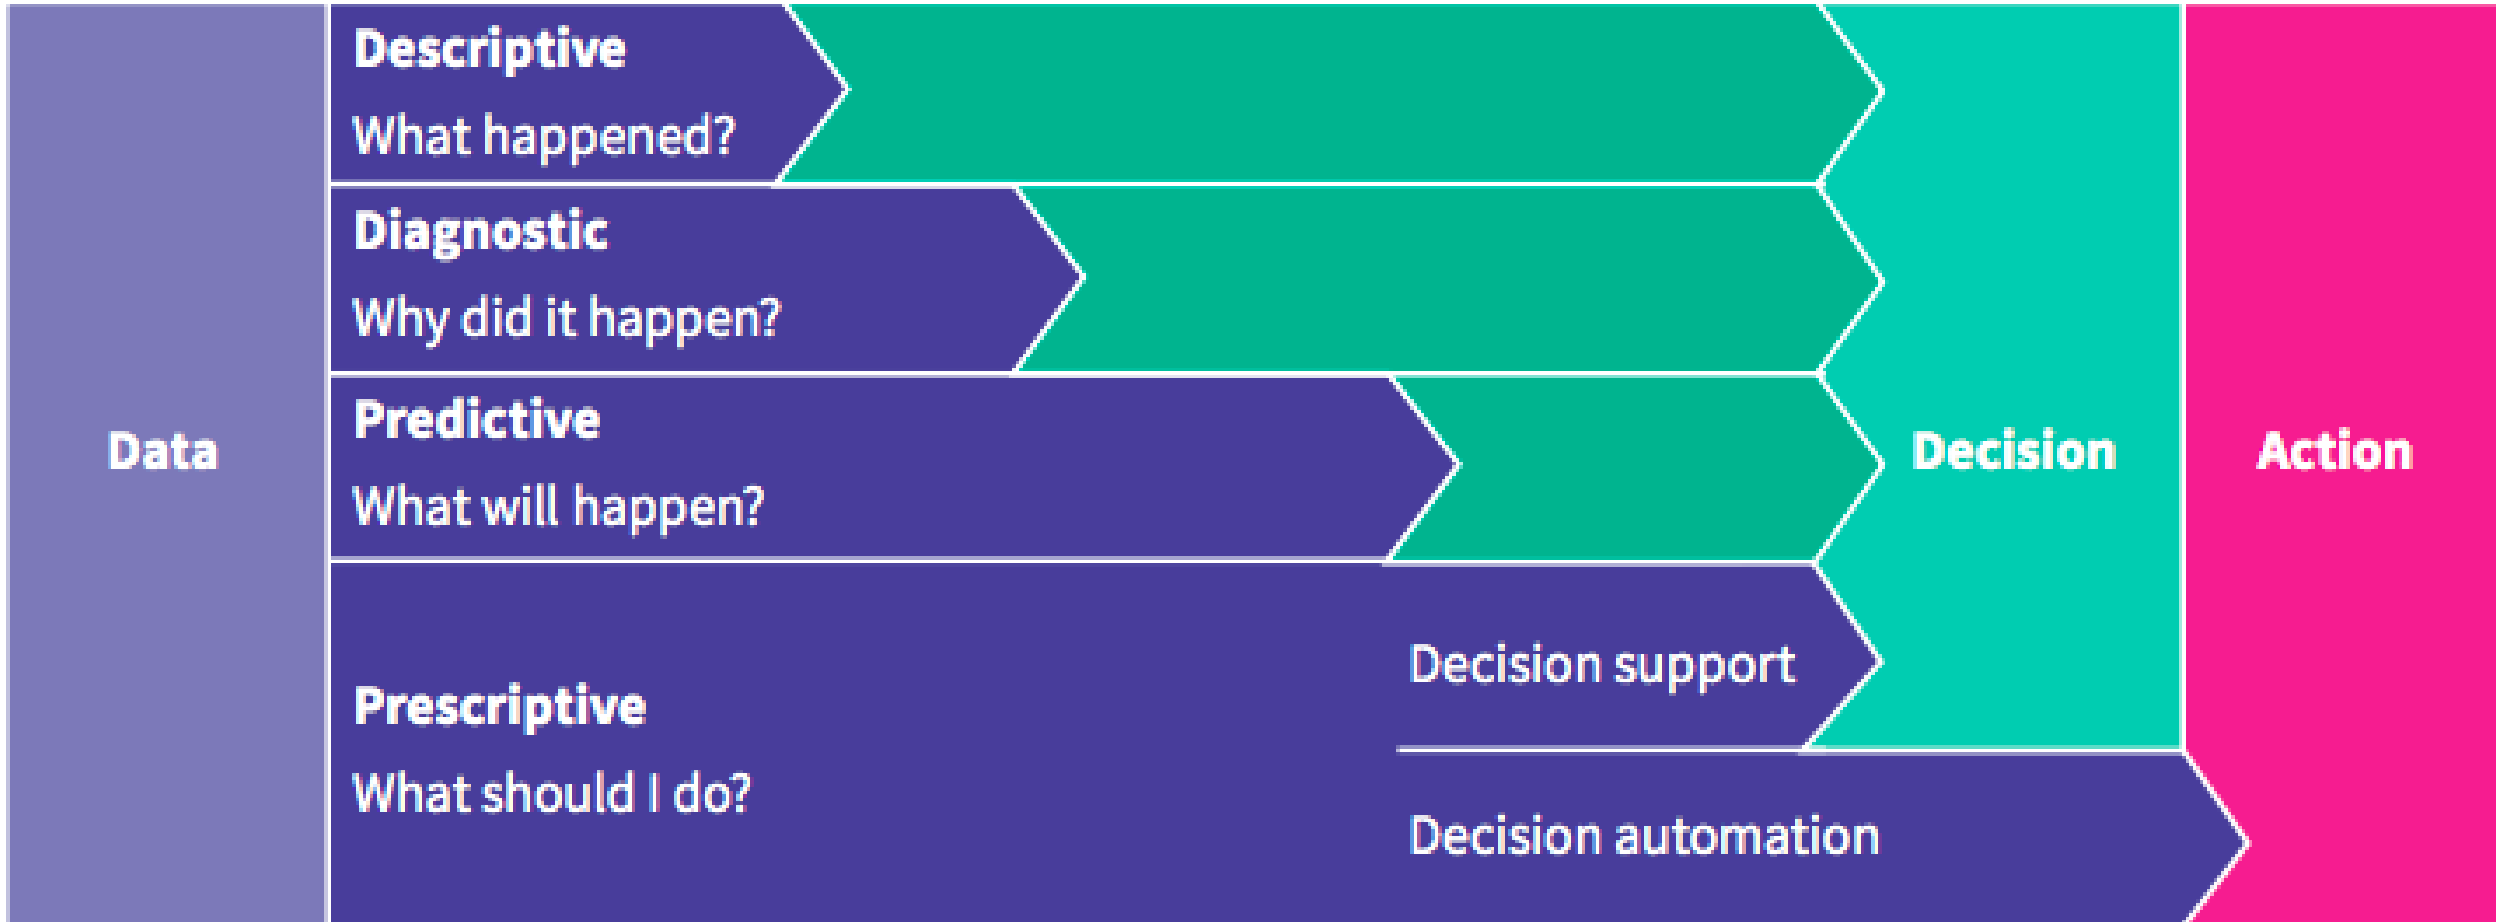 Data
Descriptive
What happened?
Diagnostic
Why did it happen?
Predictive
What will happen?
Prescriptive
What should I do?
Decision support
Decision automation
Decision
Action